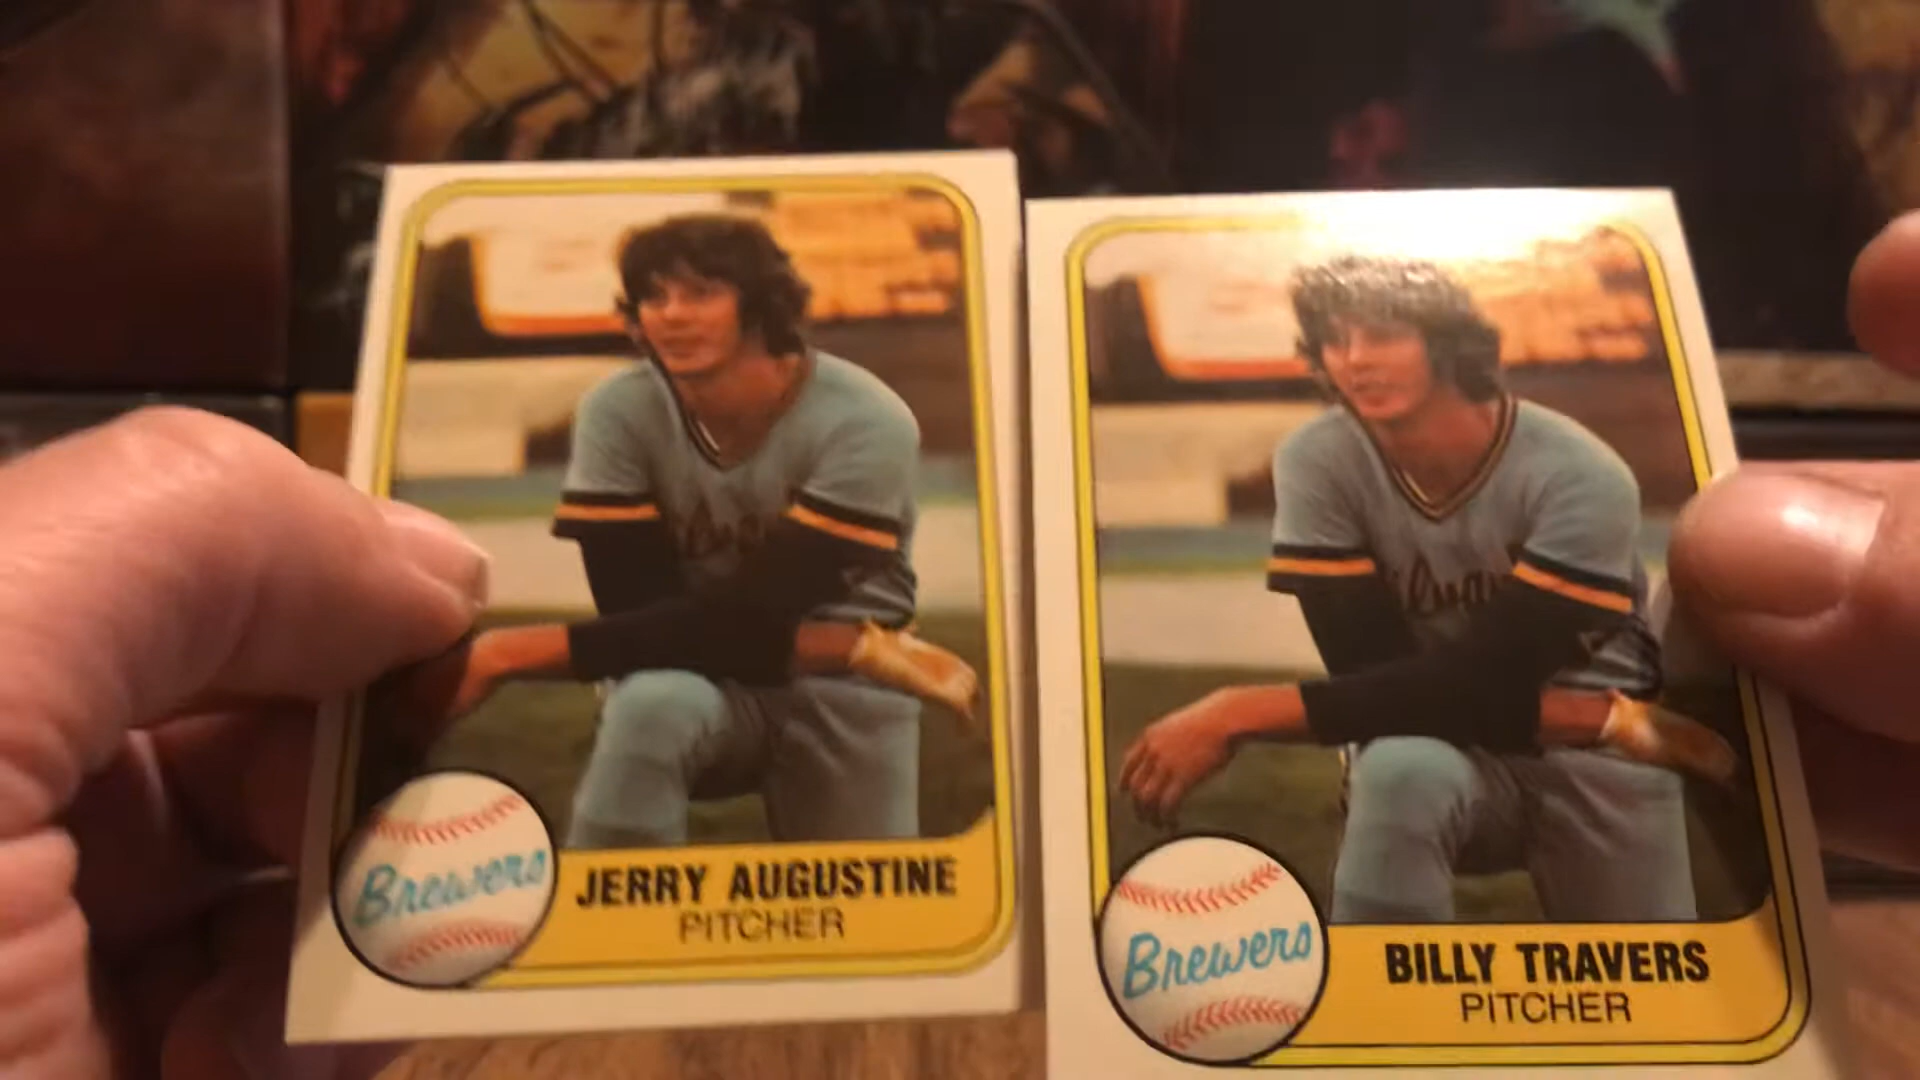 Brewers
JERRY AUGUSTINE
PITCHER
Brewers
BILLY TRAVERS
PITCHER